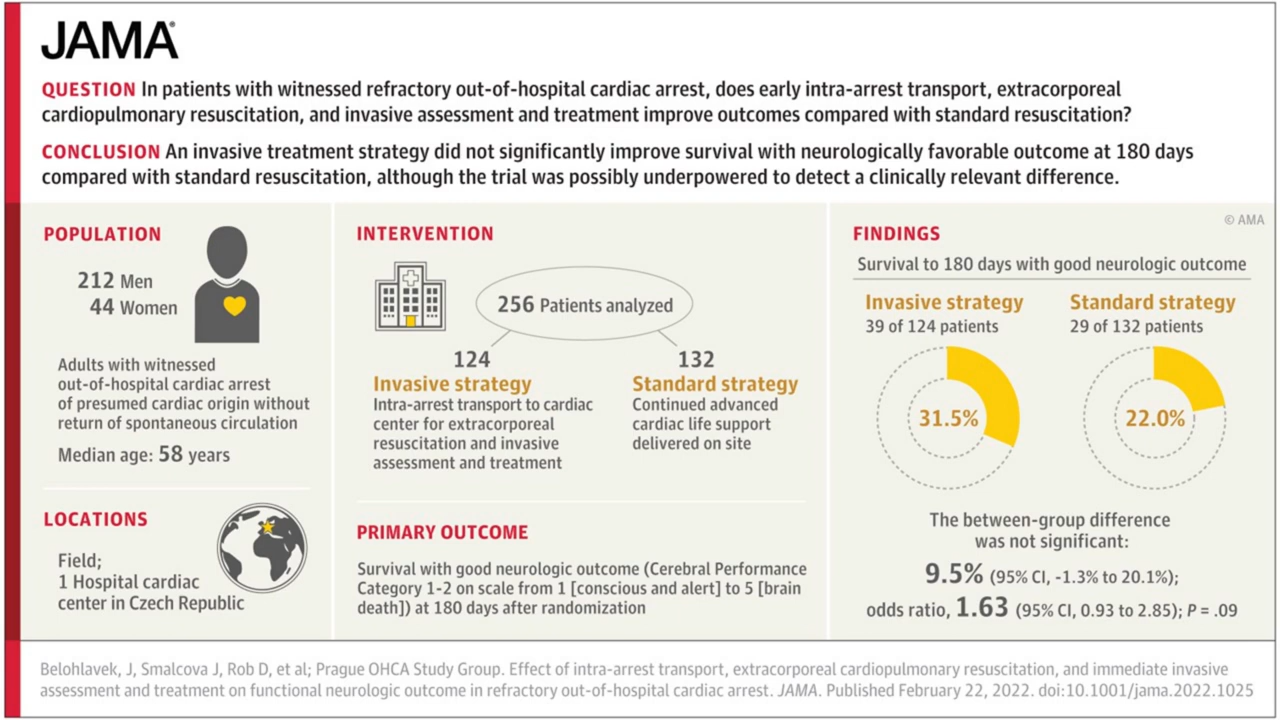 JAMA®
QUESTION In patients with witnessed refractory out-of-hospital cardiac arrest, does early intra-arrest transport, extracorporeal
cardiopulmonary resuscitation, and invasive assessment and treatment improve outcomes compared with standard resuscitation?
CONCLUSION An invasive treatment strategy did not significantly improve survival with neurologically favorable outcome at 180 days
compared with standard resuscitation, although the trial was possibly underpowered to detect a clinically relevant difference.
© AMA
POPULATION
212 Men
44 Women
Adults with witnessed
out-of-hospital cardiac arrest
of presumed cardiac origin without
return of spontaneous circulation
Median age: 58 years
LOCATIONS
Field;
1 Hospital cardiac
center in Czech Republic
INTERVENTION
256 Patients analyzed
124
Invasive strategy
Intra-arrest transport to cardiac
center for extracorporeal
resuscitation and invasive
assessment and treatment
132
Standard strategy
Continued advanced
cardiac life support
delivered on site
PRIMARY OUTCOME
Survival with good neurologic outcome (Cerebral Performance
Category 1-2 on scale from 1 [conscious and alert] to 5 [brain
death]) at 180 days after randomization
FINDINGS
Survival to 180 days with good neurologic outcome
Invasive strategy
39 of 124 patients
31.5%
Standard strategy
29 of 132 patients
22.0%
The between-group difference
was not significant:
9.5% (95% CI, -1.3% to 20.1%);
odds ratio, 1.63 (95% CI, 0.93 to 2.85); P = .09
Belohlavek, J, Smalcova J, Rob D, et al; Prague OHCA Study Group. Effect of intra-arrest transport, extracorporeal cardiopulmonary resuscitation, and immediate invasive
assessment and treatment on functional neurologic outcome in refractory out-of-hospital cardiac arrest. JAMA. Published February 22, 2022. doi:10.1001/jama.2022.1025